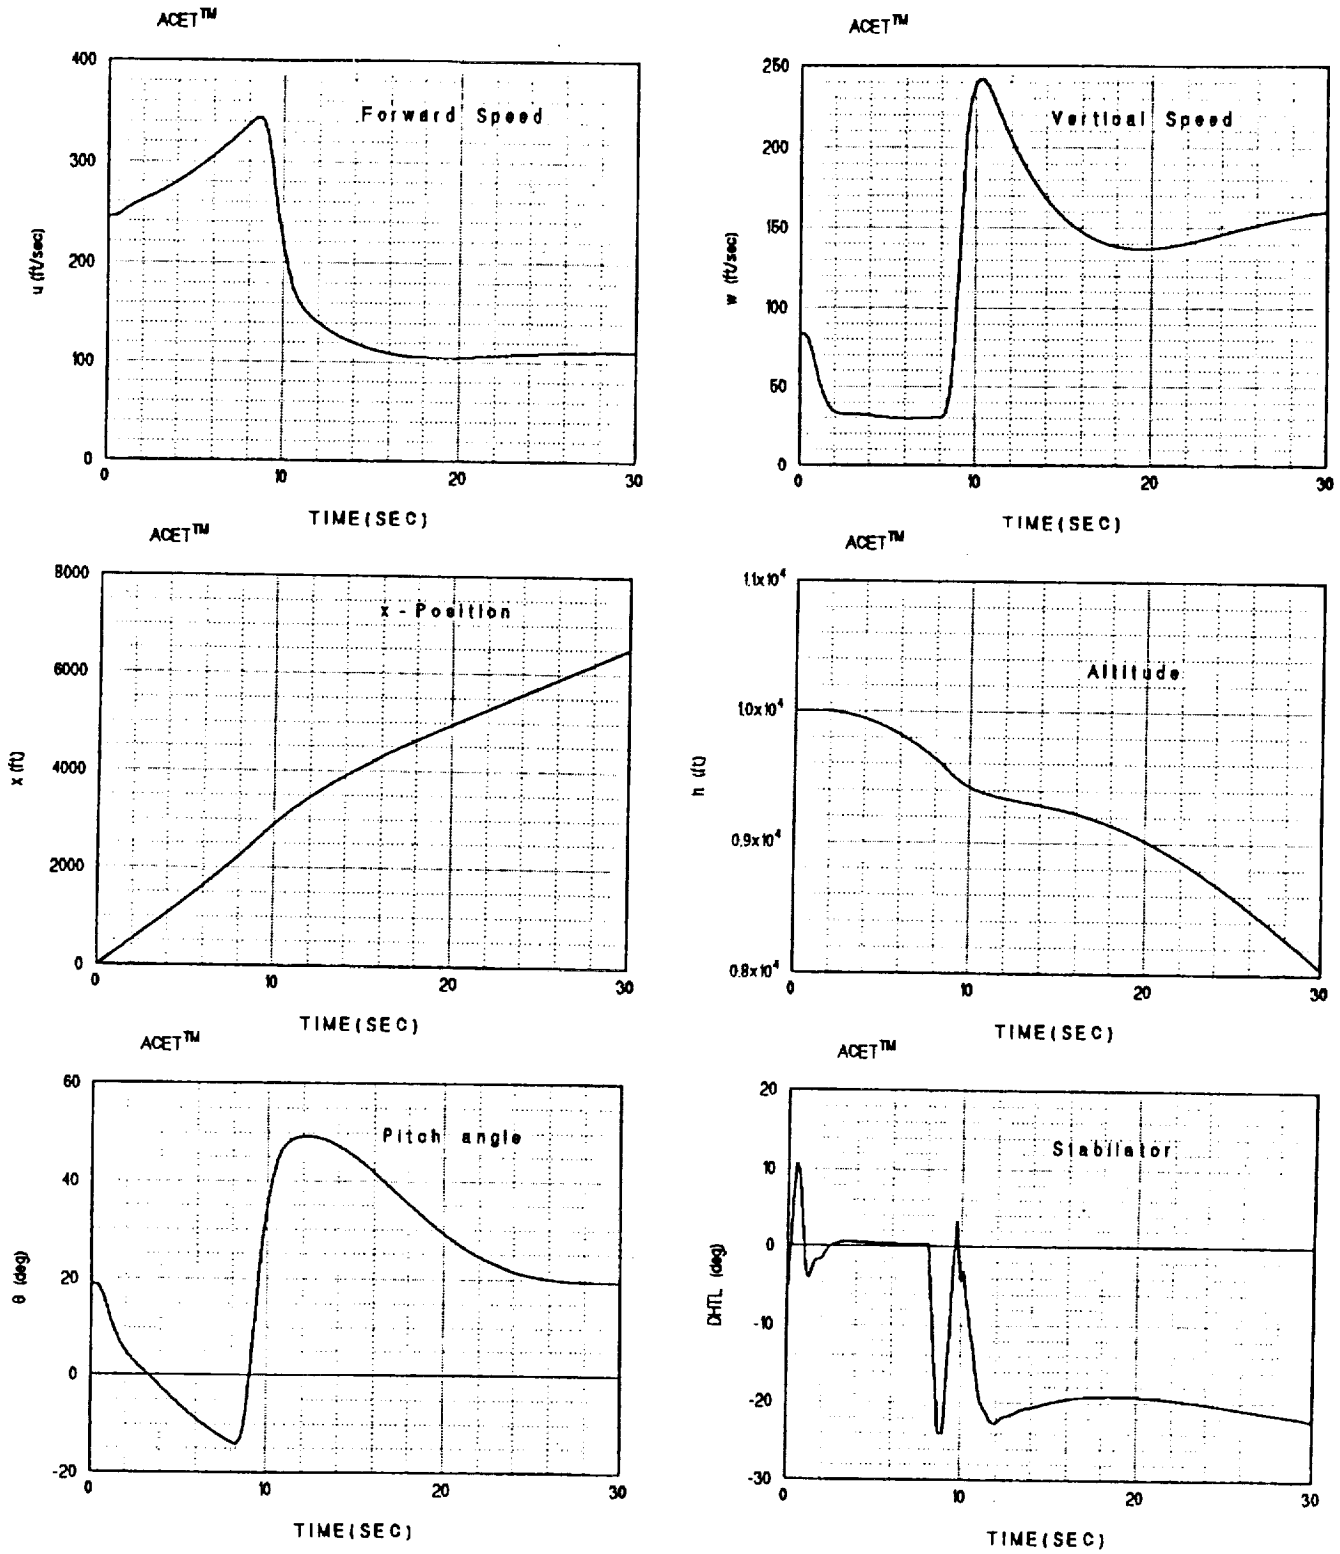 ACET™
400
300
200
100
0
u (ft/sec)
Forward Speed
0
10
20
30
TIME(SEC)
ACET™
250
200
150
100
50
0
w (ft/sec)
Vertical Speed
0
10
20
30
TIME(SEC)
ACET™
8000
6000
4000
2000
0
x (ft)
x - Position
0
10
20
30
TIME(SEC)
ACET™
1.1x10⁴
1.0x10⁴
0.9x10⁴
0.8x10⁴
h (ft)
Altitude
0
10
20
30
TIME(SEC)
ACET™
60
40
20
0
-20
θ (deg)
Pitch angle
0
10
20
30
TIME(SEC)
ACET™
20
10
0
-10
-20
-30
DHTL (deg)
Stabilator
0
10
20
30
TIME(SEC)